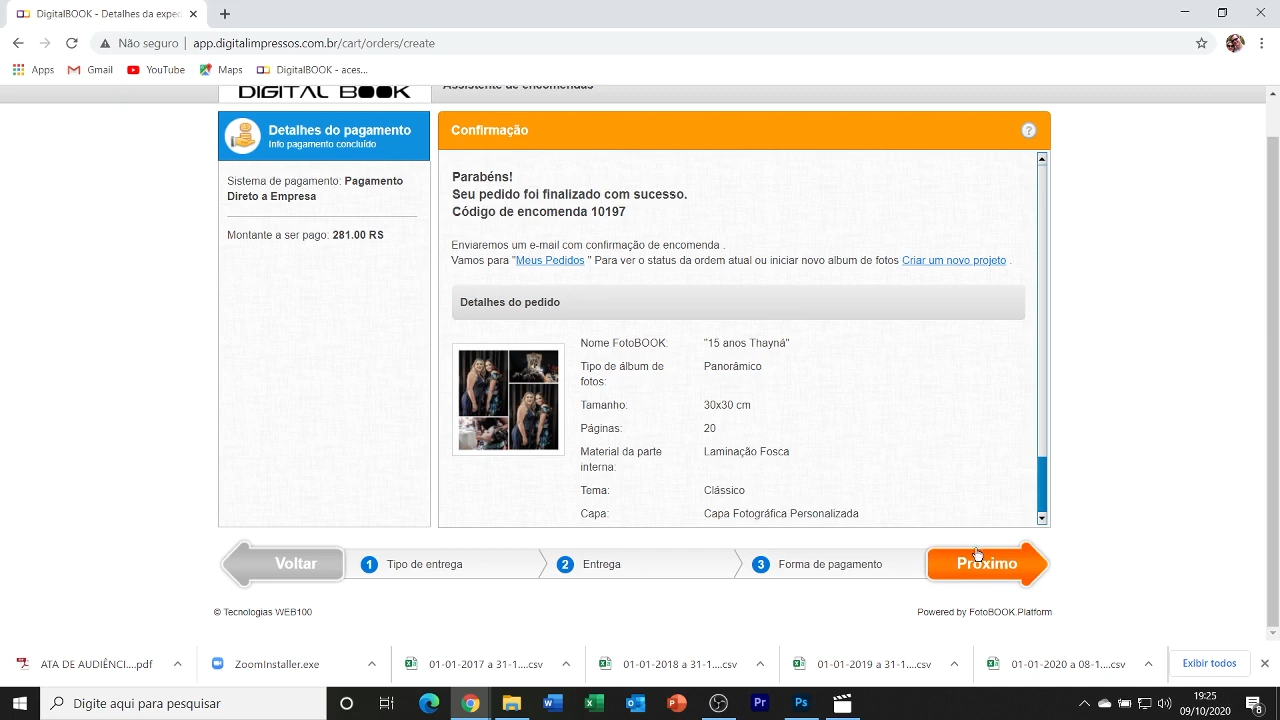 DigitalBOOK - Detalhes da expe
Não seguro | app.digitalimpressos.com.br/cart/orders/create
Apps Gmail YouTube Maps DigitalBOOK - aces...
DIGITAL BOOK
Assistente de encomendas
Detalhes do pagamento
Info pagamento concluído
Sistema de pagamento: Pagamento
Direto a Empresa
Montante a ser pago: 281.00 R$
Confirmação
?
Parabéns!
Seu pedido foi finalizado com sucesso.
Código de encomenda 10197
Enviaremos um e-mail com confirmação de encomenda .
Vamos para "Meus Pedidos " Para ver o status da ordem atual ou iniciar novo album de fotos Criar um novo projeto .
Detalhes do pedido
Nome FotoBOOK: "15 anos Thayná"
Tipo de álbum de Panorâmico
fotos:
Tamanho: 30x30 cm
Páginas: 20
Material da parte Laminação Fosca
interna:
Tema: Clássico
Capa: Capa Fotográfica Personalizada
Voltar 1 Tipo de entrega 2 Entrega 3 Forma de pagamento Próximo
© Tecnologias WEB100 Powered by FotoBOOK.Platform
ATA DE AUDIÊNCI....pdf ZoomInstaller.exe 01-01-2017 a 31-1....csv 01-01-2018 a 31-1....csv 01-01-2019 a 31-1....csv 01-01-2020 a 08-1....csv Exibir todos
Digite aqui para pesquisar
19:25
09/10/2020
8